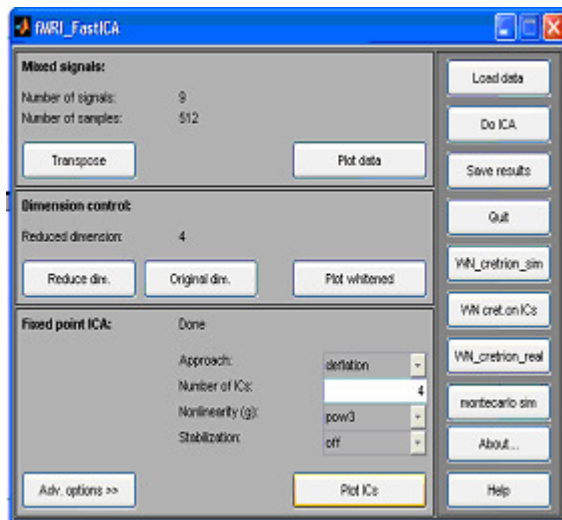 fMRI_FastICA
Mixed signals:
Number of signals: 9
Number of samples: 512
Transpose
Plot data
Dimension control:
Reduced dimension: 4
Reduce dim.
Original dim.
Plot whitened
Fixed point ICA: Done
Approach: deflation
Number of ICs: 4
Nonlinearity (g): pow3
Stabilization: off
Adv. options >>
Plot ICs
Load data
Do ICA
Save results
Quit
WN_cretrion_sim
WN cret.on ICs
WN_cretrion_real
montecarlo sim
About...
Help